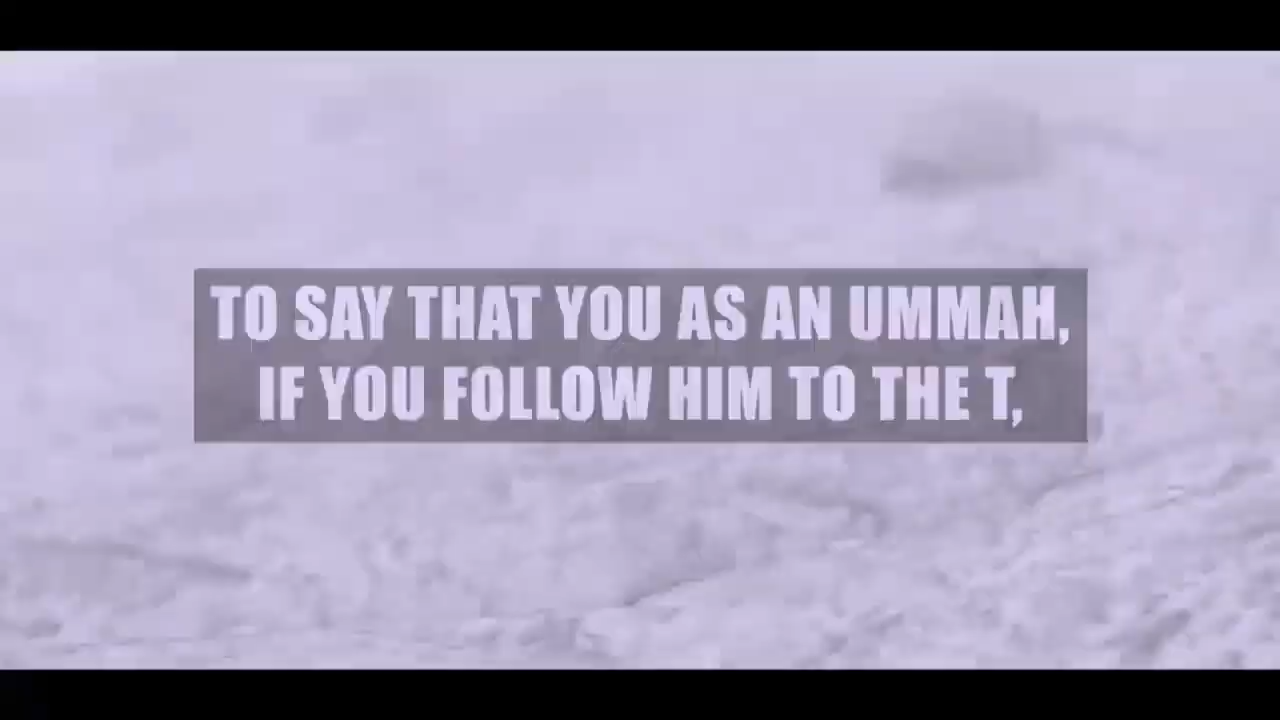 TO SAY THAT YOU AS AN UMMAH,
IF YOU FOLLOW HIM TO THE T,